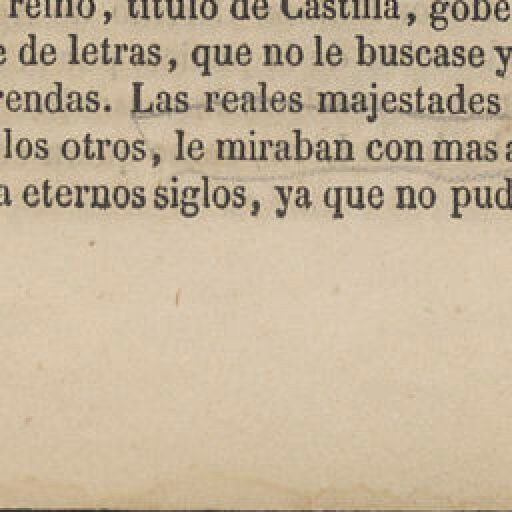 reino, título de Castilla, gobe
e de letras, que no le buscase y
rendas. Las reales majestades
los otros, le miraban con mas a
a eternos siglos, ya que no pud